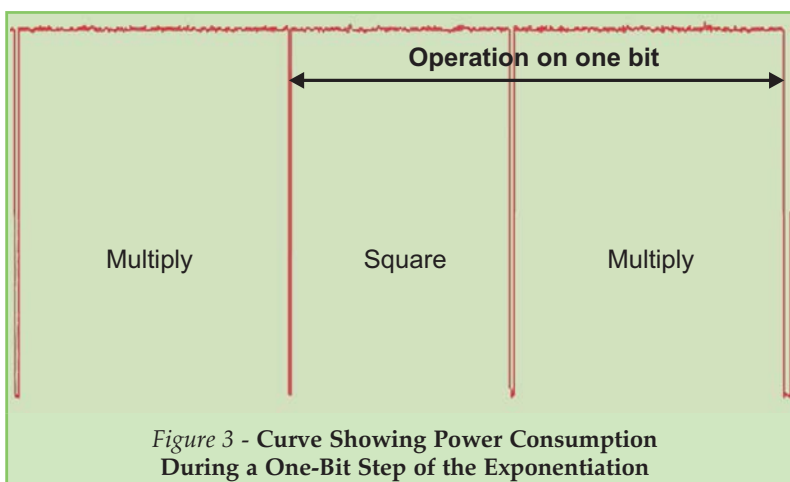 Operation on one bit
Multiply
Square
Multiply
Figure 3 - Curve Showing Power Consumption
During a One-Bit Step of the Exponentiation